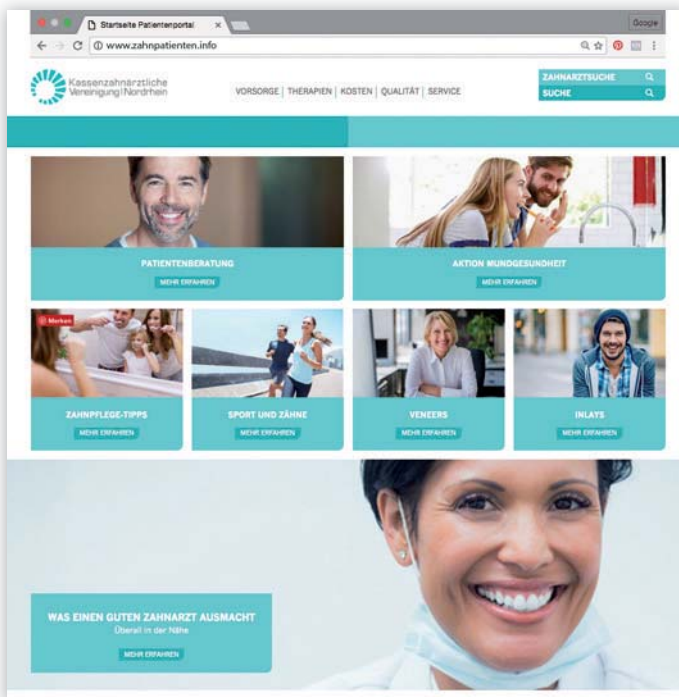 Startseite Patientenportal
Google
www.zahnpatienten.info
Kassenzahnärztliche
Vereinigung | Nordrhein
VORSORGE | THERAPIEN | KOSTEN | QUALITÄT | SERVICE
ZAHNARZTSUCHE
SUCHE
PATIENTENBERATUNG
MEHR ERFAHREN
AKTION MUNDGESUNDHEIT
MEHR ERFAHREN
Merken
ZAHNPFLEGE-TIPPS
MEHR ERFAHREN
SPORT UND ZÄHNE
MEHR ERFAHREN
VENEERS
MEHR ERFAHREN
INLAYS
MEHR ERFAHREN
WAS EINEN GUTEN ZAHNARZT AUSMACHT
Überall in der Nähe
MEHR ERFAHREN